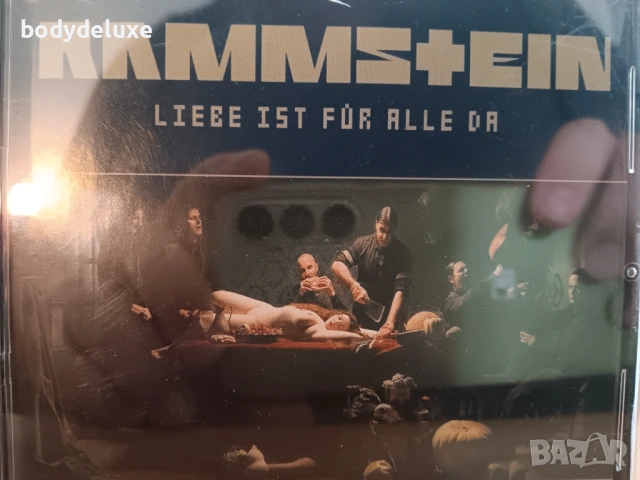 bodydeluxe
RAMMSTEIN
LIEBE IST FÜR ALLE DA
BAZAR